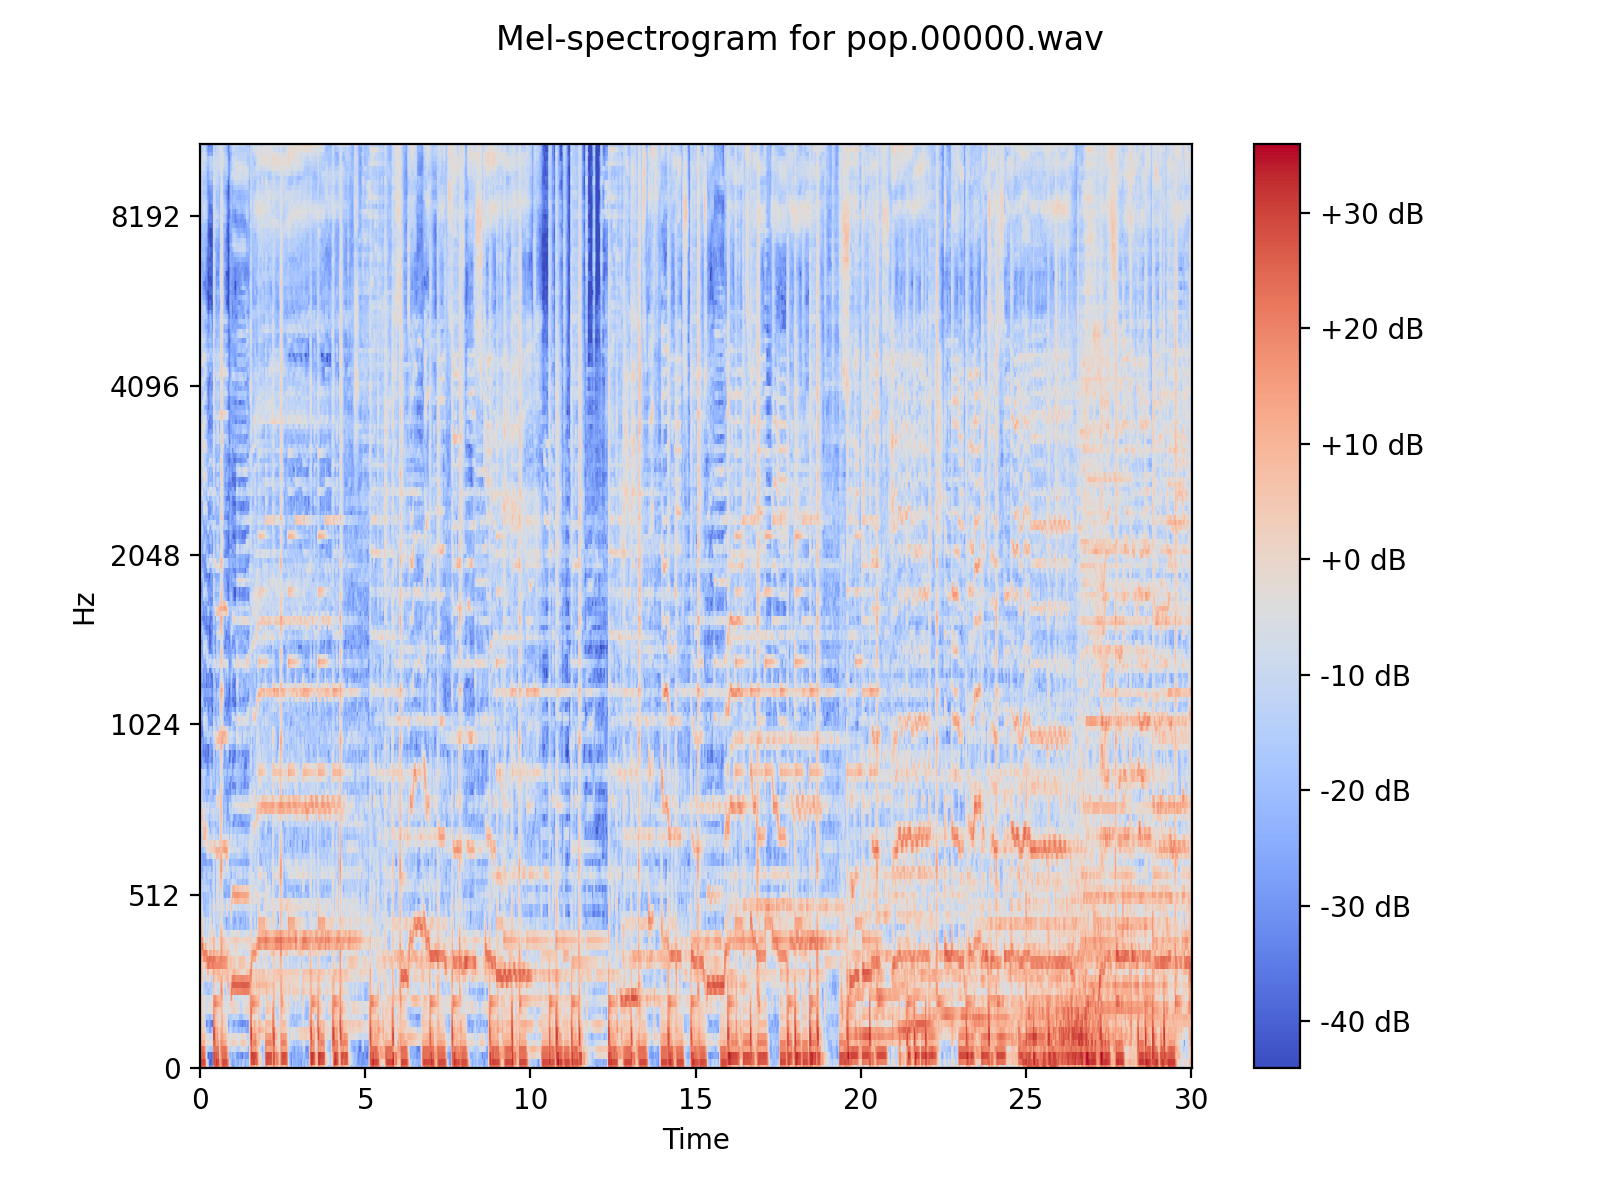 Mel-spectrogram for pop.00000.wav
8192
4096
2048
1024
512
0
Hz
0 5 10 15 20 25 30
Time
+30 dB
+20 dB
+10 dB
+0 dB
-10 dB
-20 dB
-30 dB
-40 dB